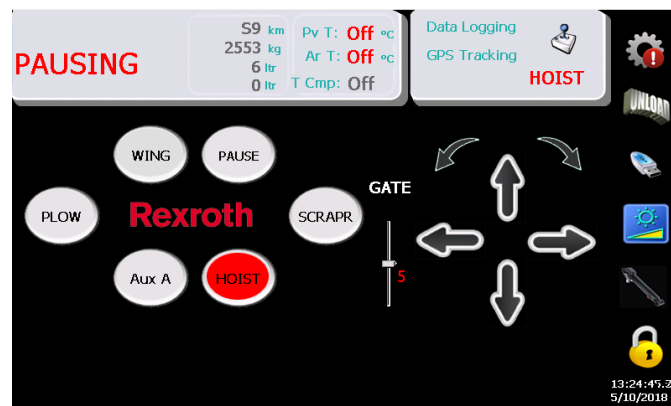 PAUSING
S9 km
2553 kg
6 ltr
0 ltr
Pv T: Off °C
Ar T: Off °C
T Cmp: Off
Data Logging
GPS Tracking
HOIST
UNLOAD
WING
PAUSE
PLOW
Rexroth
SCRAPR
Aux A
HOIST
GATE
5
1
13:24:45.2
5/10/2018